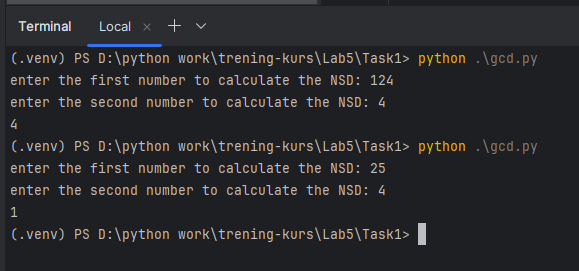 Terminal Local × + ∨
(.venv) PS D:\python work\trening-kurs\Lab5\Task1> python .\gcd.py
enter the first number to calculate the NSD: 124
enter the second number to calculate the NSD: 4
4
(.venv) PS D:\python work\trening-kurs\Lab5\Task1> python .\gcd.py
enter the first number to calculate the NSD: 25
enter the second number to calculate the NSD: 4
1
(.venv) PS D:\python work\trening-kurs\Lab5\Task1>